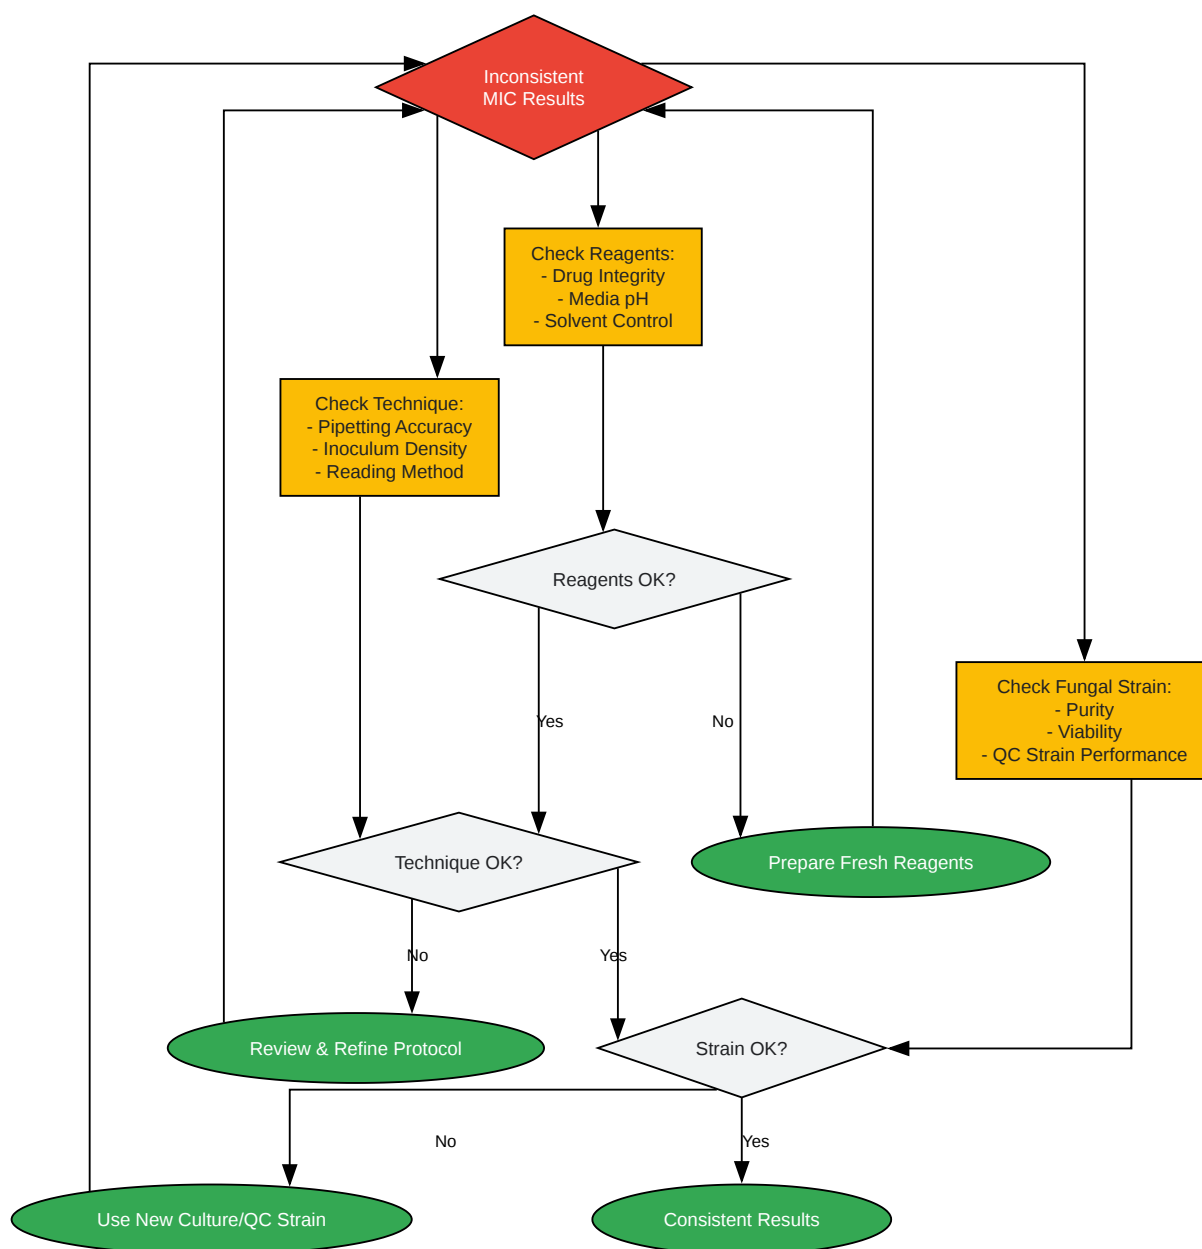 Inconsistent
MIC Results
Check Reagents:
- Drug Integrity
- Media pH
- Solvent Control
Check Technique:
- Pipetting Accuracy
- Inoculum Density
- Reading Method
Reagents OK?
Check Fungal Strain:
- Purity
- Viability
- QC Strain Performance
Yes
No
Technique OK?
Prepare Fresh Reagents
No
Yes
Review & Refine Protocol
Strain OK?
No
Yes
Use New Culture/QC Strain
Consistent Results